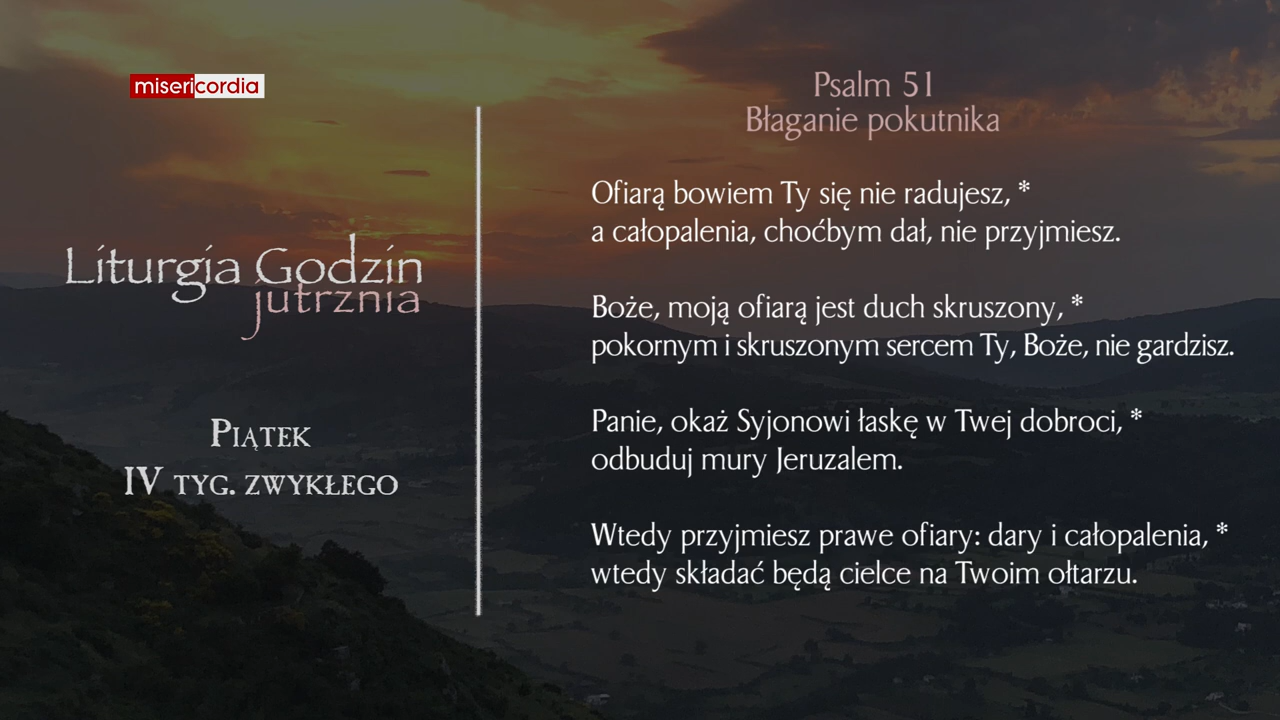 misericordia
Liturgia Godzin
jutrznia
Piątek
IV tyg. zwykłego
Psalm 51
Błaganie pokutnika
Ofiarą bowiem Ty się nie radujesz, *
a całopalenia, choćbym dał, nie przyjmiesz.
Boże, moją ofiarą jest duch skruszony, *
pokornym i skruszonym sercem Ty, Boże, nie gardzisz.
Panie, okaż Syjonowi łaskę w Twej dobroci, *
odbuduj mury Jeruzalem.
Wtedy przyjmiesz prawe ofiary: dary i całopalenia, *
wtedy składać będą cielce na Twoim ołtarzu.